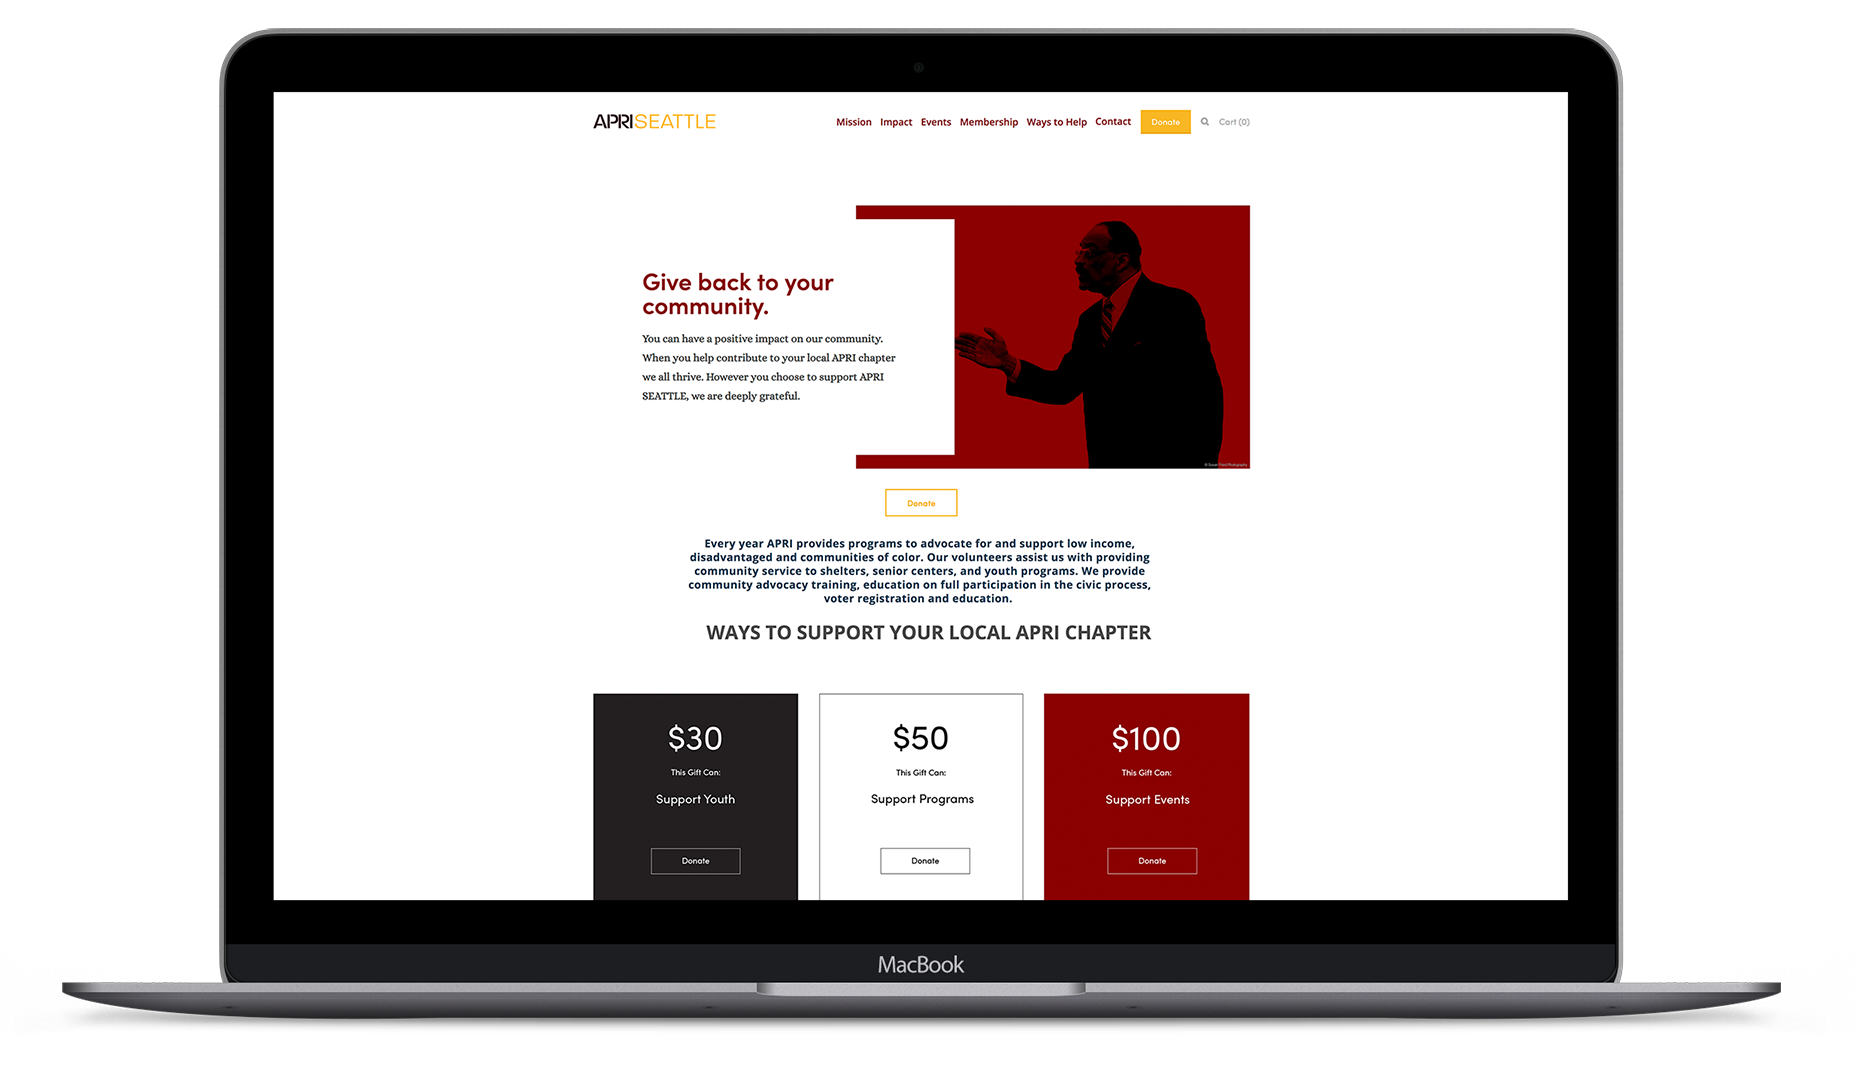 APRISEATTLE
Mission Impact Events Membership Ways to Help Contact Donate Cart (0)
Give back to your
community.
You can have a positive impact on our community.
When you help contribute to your local APRI chapter
we all thrive. However you choose to support APRI
SEATTLE, we are deeply grateful.
© Susan Fried Photography
Donate
Every year APRI provides programs to advocate for and support low income,
disadvantaged and communities of color. Our volunteers assist us with providing
community service to shelters, senior centers, and youth programs. We provide
community advocacy training, education on full participation in the civic process,
voter registration and education.
WAYS TO SUPPORT YOUR LOCAL APRI CHAPTER
$30
This Gift Can:
Support Youth
Donate
$50
This Gift Can:
Support Programs
Donate
$100
This Gift Can:
Support Events
Donate
MacBook